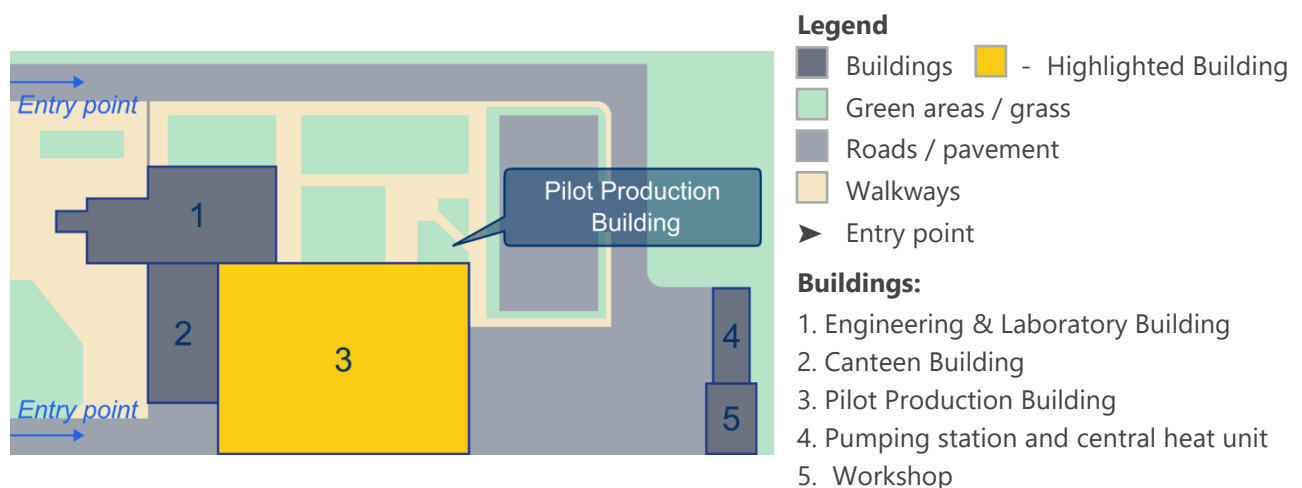 Entry point
1
Pilot Production
Building
2
3
4
5
Entry point
Legend
Buildings - Highlighted Building
Green areas / grass
Roads / pavement
Walkways
Entry point
Buildings:
1. Engineering & Laboratory Building
2. Canteen Building
3. Pilot Production Building
4. Pumping station and central heat unit
5. Workshop